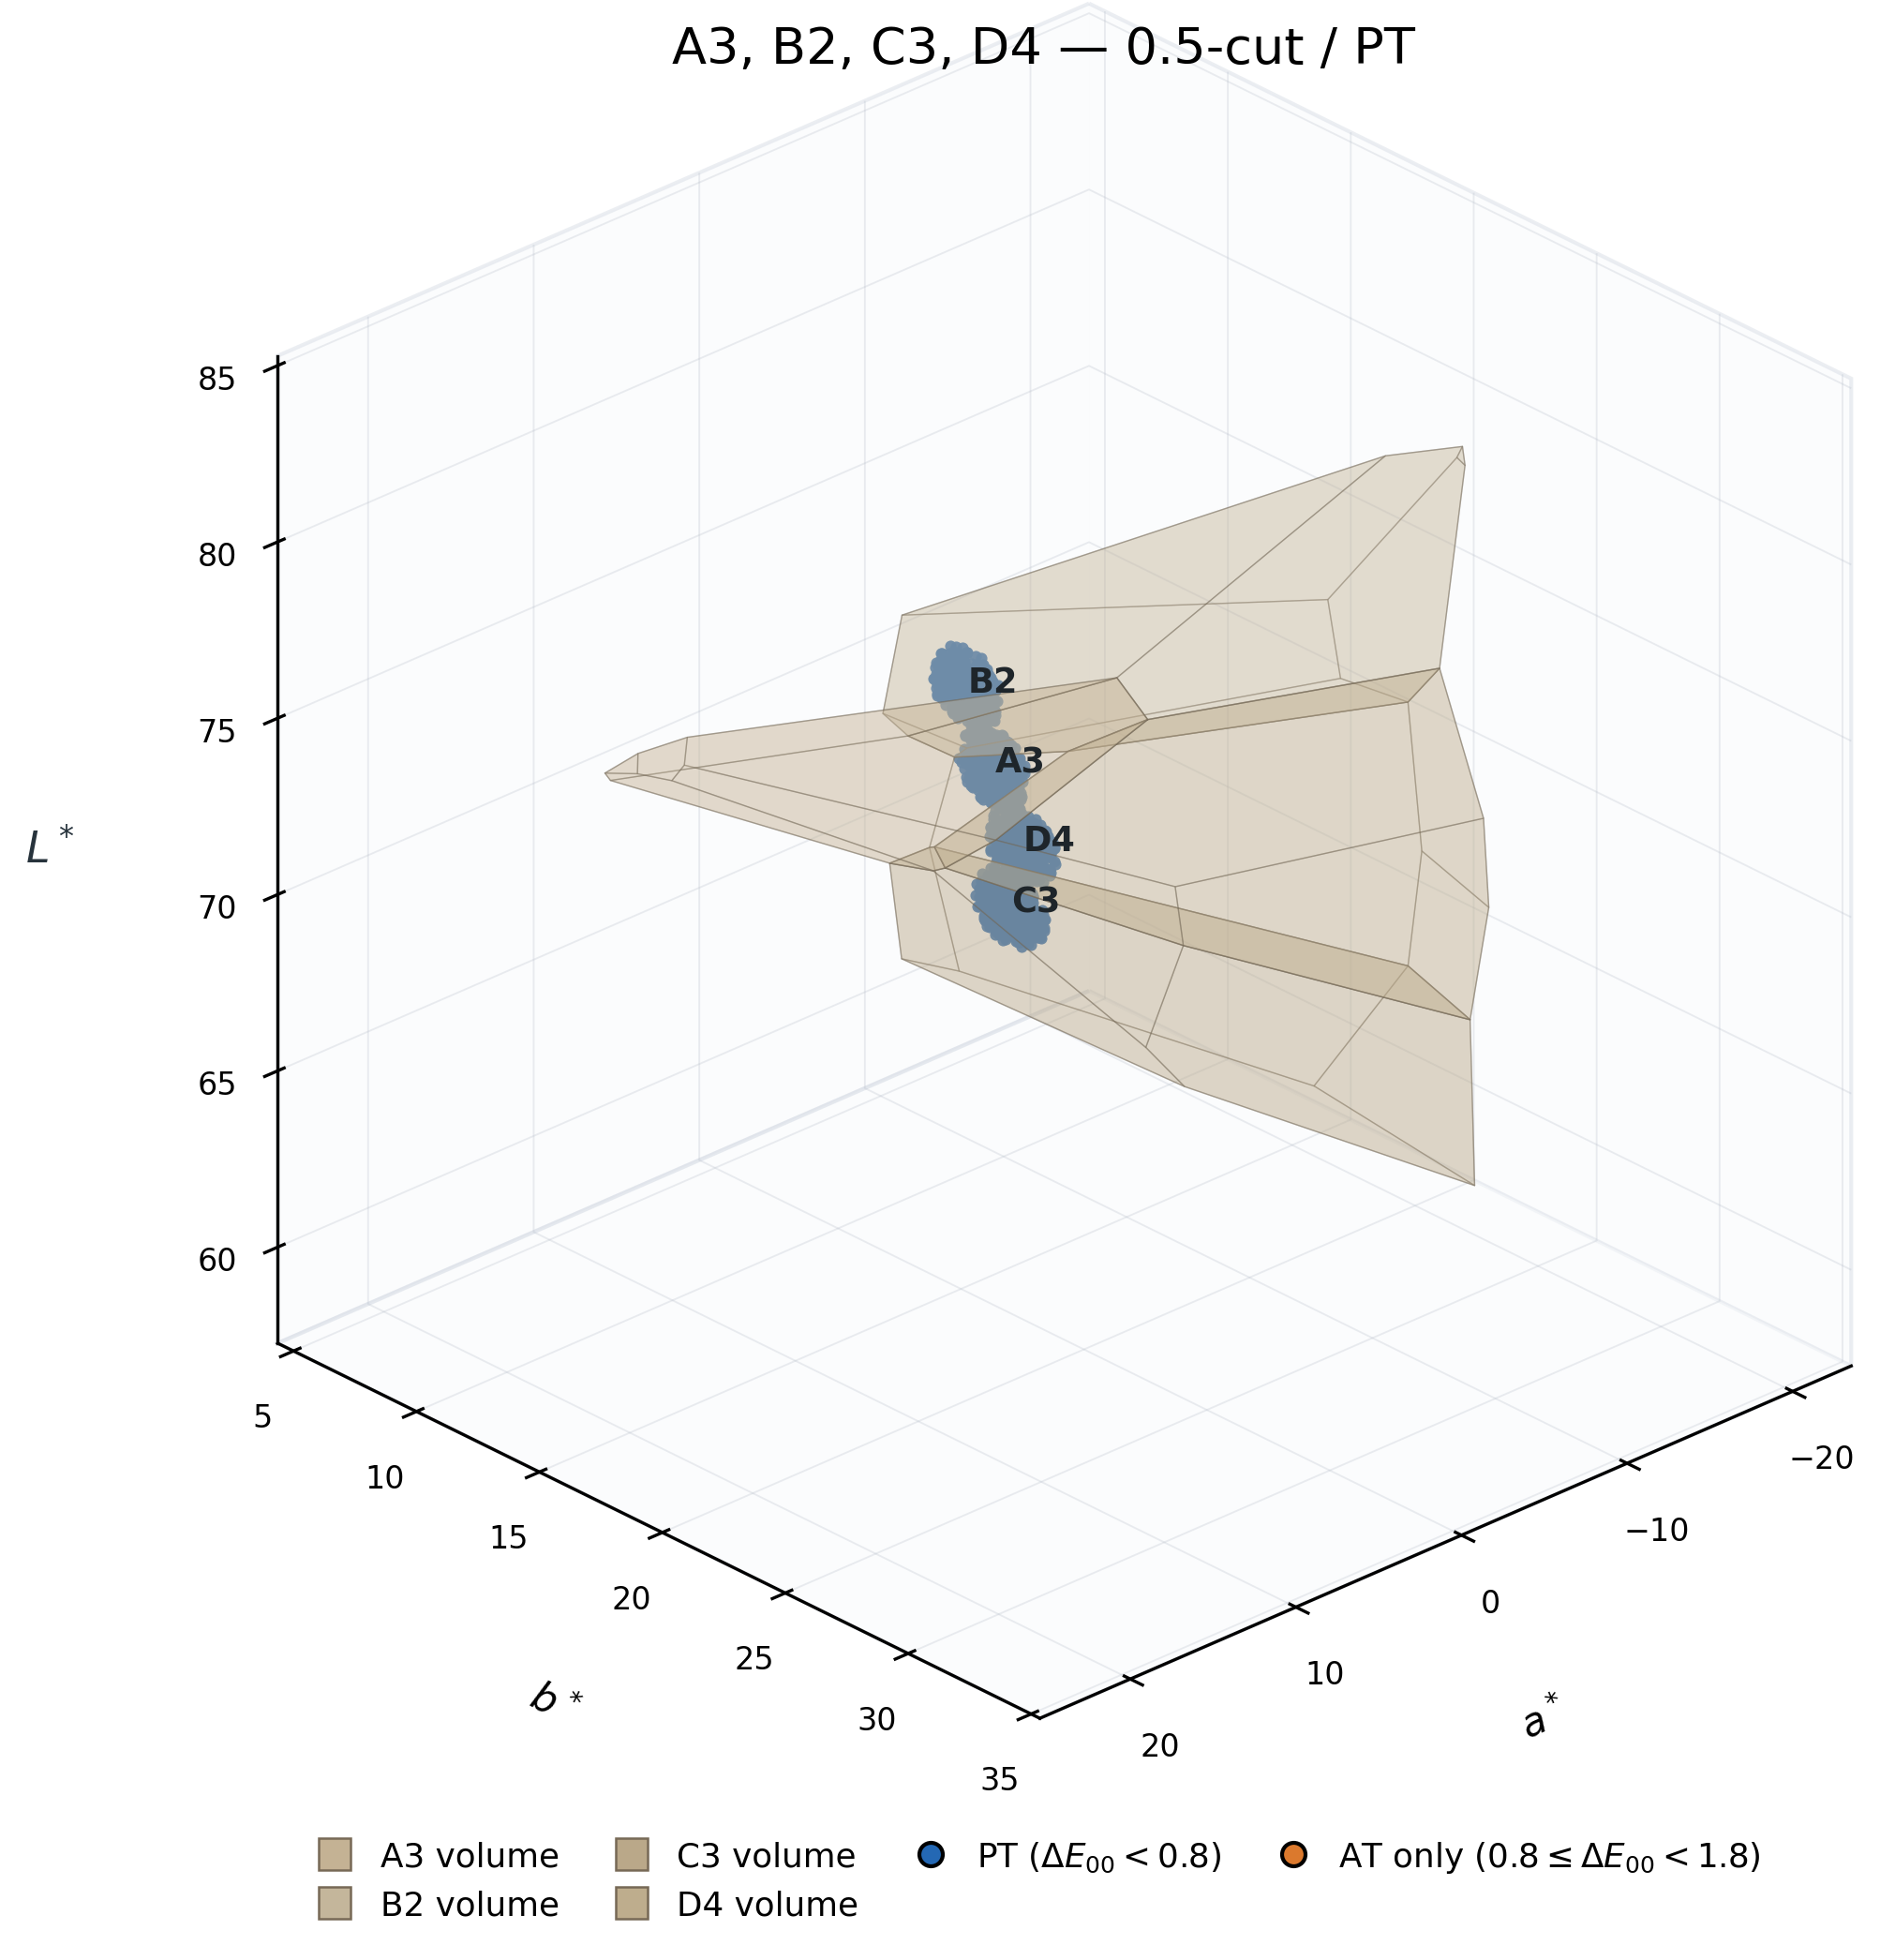 A3, B2, C3, D4 — 0.5-cut / PT
85
80
75
70
65
60
L*
B2
A3
D4
C3
5
10
15
20
25
30
35
b*
20
10
0
−10
−20
a*
A3 volume
B2 volume
C3 volume
D4 volume
PT (ΔE₀₀ < 0.8)
AT only (0.8 ≤ ΔE₀₀ < 1.8)